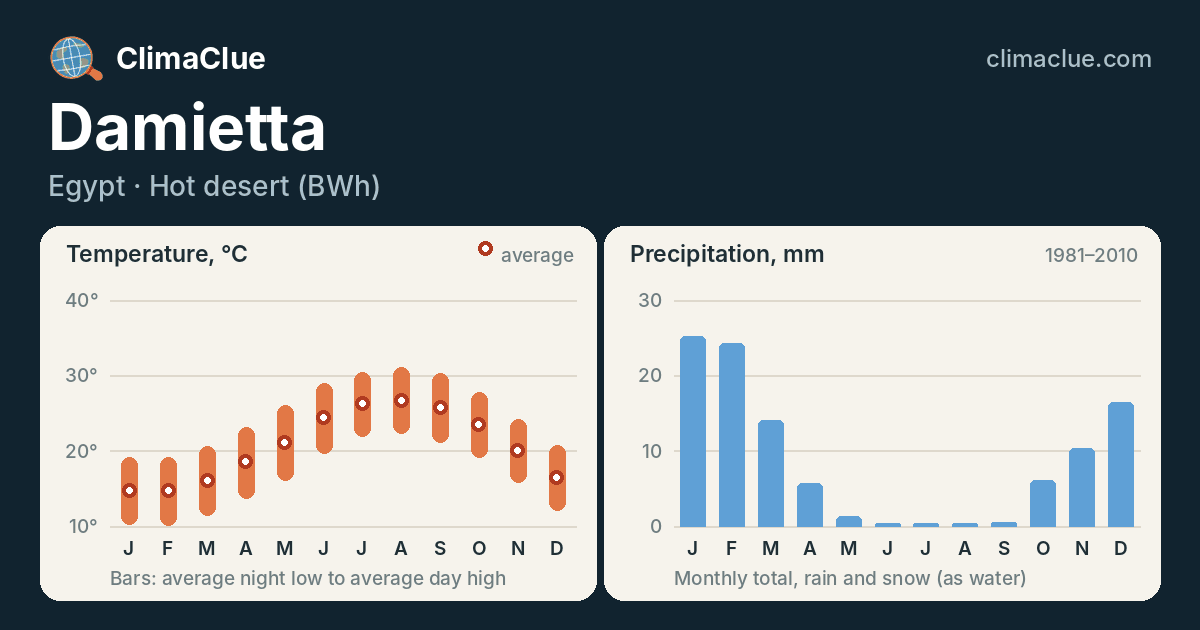 ClimaClue
climaclue.com
Damietta
Egypt · Hot desert (BWh)
Temperature, °C
average
40°
30°
20°
10°
J F M A M J J A S O N D
Bars: average night low to average day high
Precipitation, mm
1981–2010
30
20
10
0
J F M A M J J A S O N D
Monthly total, rain and snow (as water)